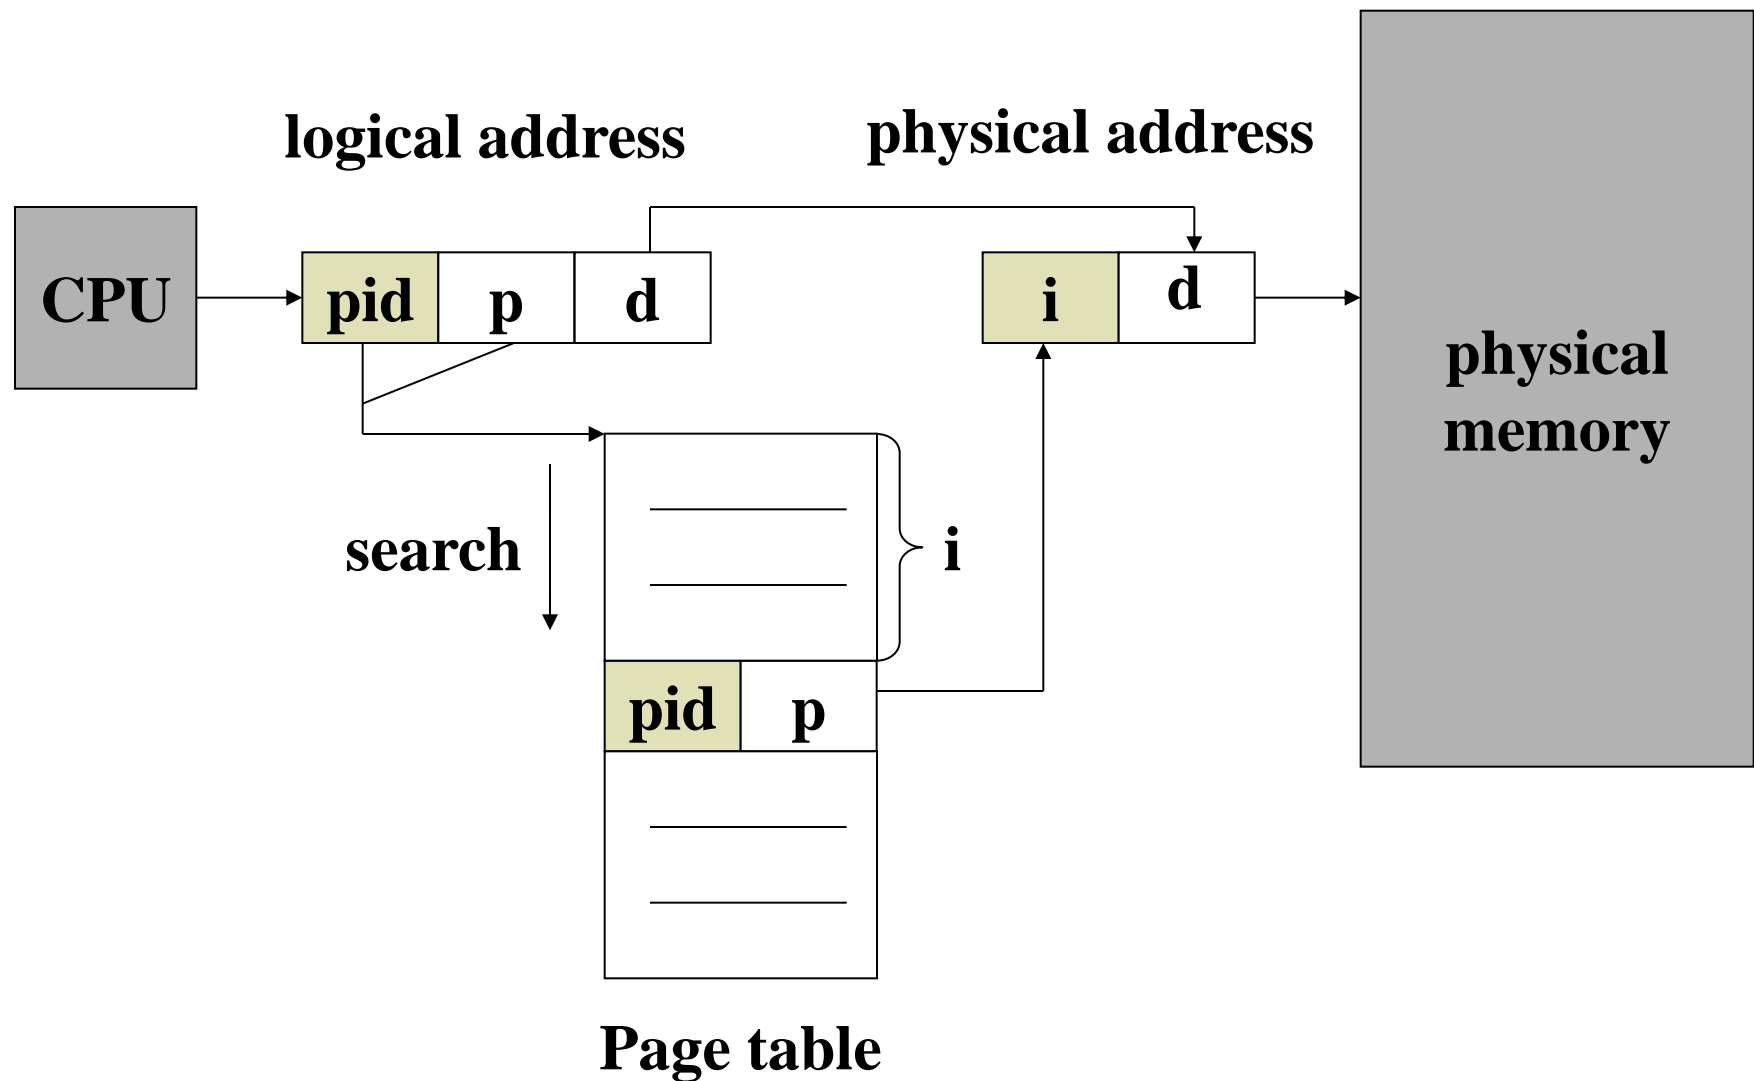 logical address
physical address
CPU
pid
p
d
i
d
physical
memory
search
i
pid
p
Page table